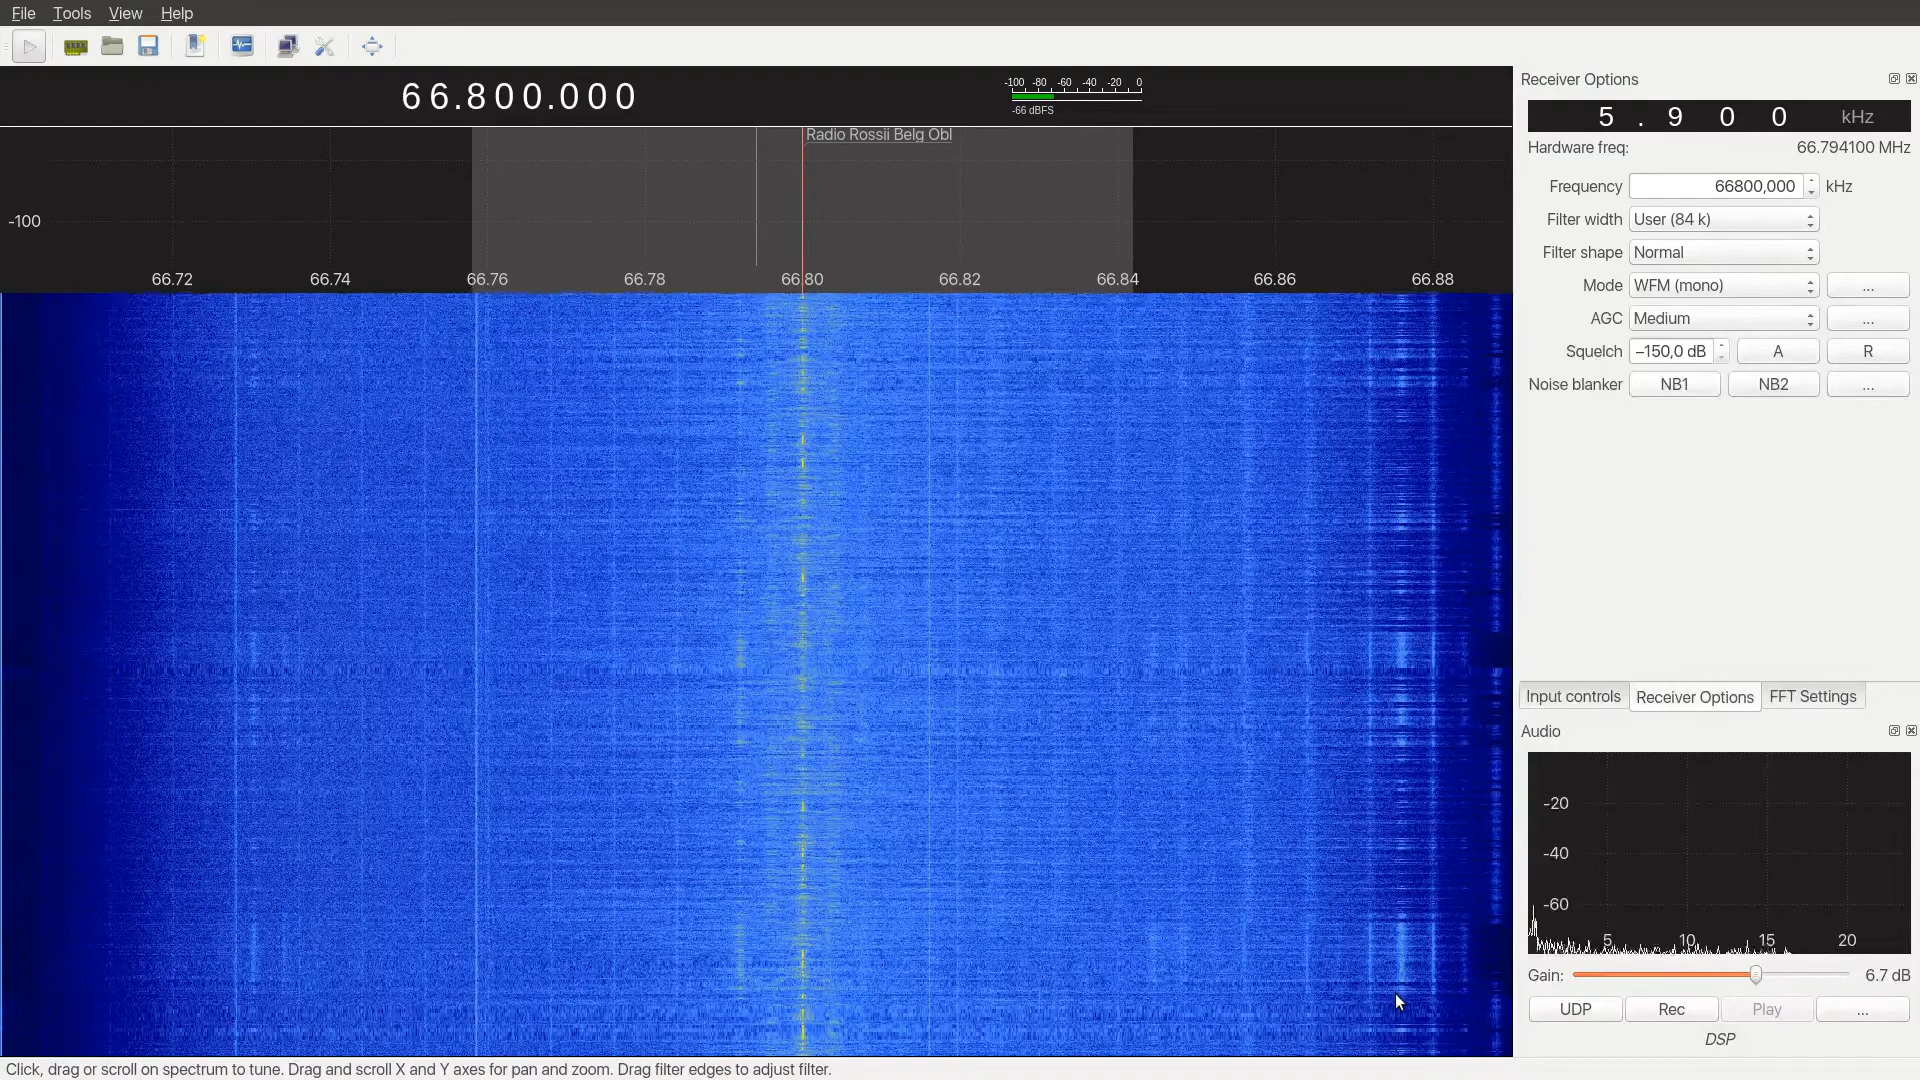 File Tools View Help
66.800.000
-100 -80 -60 -40 -20 0
-66 dBFS
Radio Rossii Belg Obl
-100
66.72 66.74 66.76 66.78 66.80 66.82 66.84 66.86 66.88
Receiver Options
5.900 kHz
Hardware freq: 66.794100 MHz
Frequency 66800,000 kHz
Filter width User (84 k)
Filter shape Normal
Mode WFM (mono) ...
AGC Medium ...
Squelch –150,0 dB A R
Noise blanker NB1 NB2 ...
Input controls Receiver Options FFT Settings
Audio
-20
-40
-60
5 10 15 20
Gain: 6.7 dB
UDP Rec Play ...
DSP
Click, drag or scroll on spectrum to tune. Drag and scroll X and Y axes for pan and zoom. Drag filter edges to adjust filter.